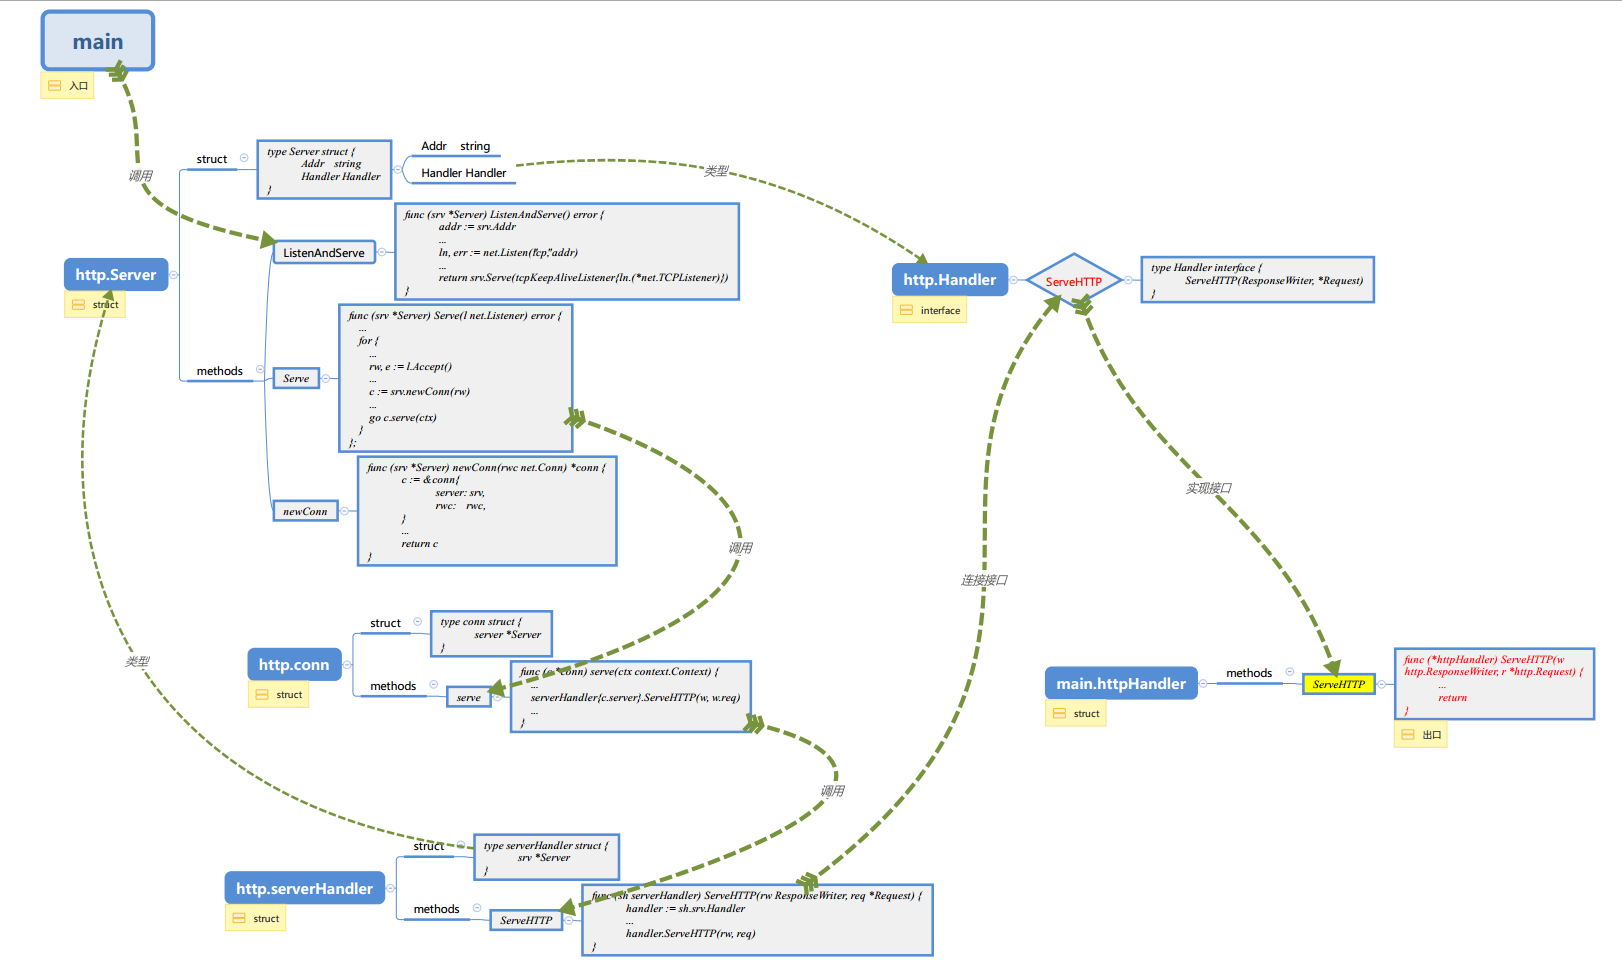 main
入口
调用
struct
type Server struct {
Addr    string
Handler Handler
}
Addr    string
Handler Handler
类型
ListenAndServe
func (srv *Server) ListenAndServe() error {
addr := srv.Addr
...
ln, err := net.Listen("tcp", addr)
...
return srv.Serve(tcpKeepAliveListener{ln.(*net.TCPListener)})
}
http.Server
struct
methods
Serve
func (srv *Server) Serve(l net.Listener) error {
...
for {
...
rw, e := l.Accept()
...
c := srv.newConn(rw)
...
go c.serve(ctx)
}
};
newConn
func (srv *Server) newConn(rwc net.Conn) *conn {
c := &conn{
server: srv,
rwc:    rwc,
}
...
return c
}
http.Handler
interface
ServeHTTP
type Handler interface {
ServeHTTP(ResponseWriter, *Request)
}
实现接口
调用
连接接口
http.conn
struct
struct
type conn struct {
server *Server
}
methods
serve
func (c *conn) serve(ctx context.Context) {
...
serverHandler{c.server}.ServeHTTP(w, w.req)
...
}
类型
main.httpHandler
struct
methods
ServeHTTP
func (*httpHandler) ServeHTTP(w
http.ResponseWriter, r *http.Request) {
...
return
}
出口
调用
http.serverHandler
struct
struct
type serverHandler struct {
srv *Server
}
methods
ServeHTTP
func (sh serverHandler) ServeHTTP(rw ResponseWriter, req *Request) {
handler := sh.srv.Handler
...
handler.ServeHTTP(rw, req)
}